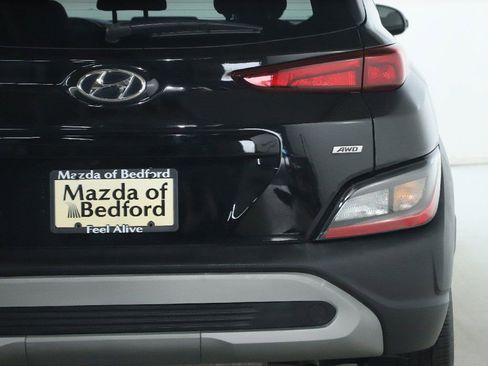 AWD
Mazda of Bedford
Mazda of
Bedford
Feel Alive